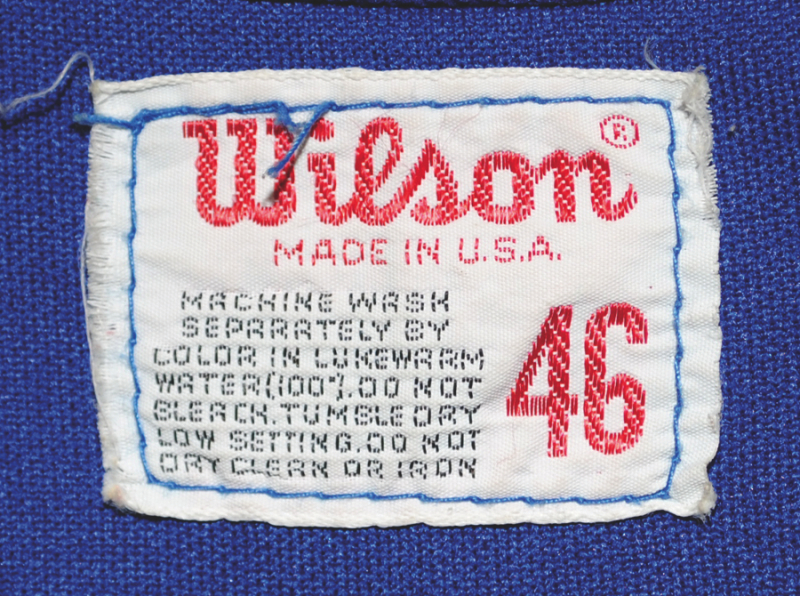 Wilson ®
MADE IN U.S.A.
MACHINE WASH
SEPARATELY BY
COLOR IN LUKEWARM
WATER(100°).DO NOT
BLEACH.TUMBLE DRY
LOW SETTING.DO NOT
DRY CLEAN OR IRON
46